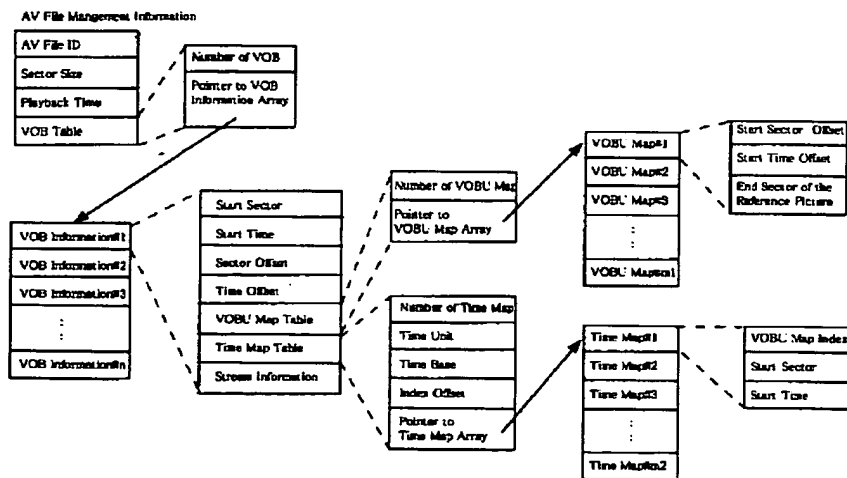 AV File Mangement Information
AV File ID
Sector Size
Playback Time
VOB Table
Number of VOB
Pointer to VOB
Information Array
VOB Information#1
VOB Information#2
VOB Information#3
:
VOB Information#n
Start Sector
Start Time
Sector Offset
Time Offset
VOBU Map Table
Time Map Table
Stream Information
Number of VOBU Map
Pointer to
VOBU Map Array
Number of Time Map
Time Unit
Time Base
Index Offset
Pointer to
Time Map Array
VOBU Map#1
VOBU Map#2
VOBU Map#3
:
VOBU Map#m1
Start Sector Offset
Start Time Offset
End Sector of the
Reference Picture
Time Map#1
Time Map#2
Time Map#3
:
Time Map#m2
VOBU Map Index
Start Sector
Start Time